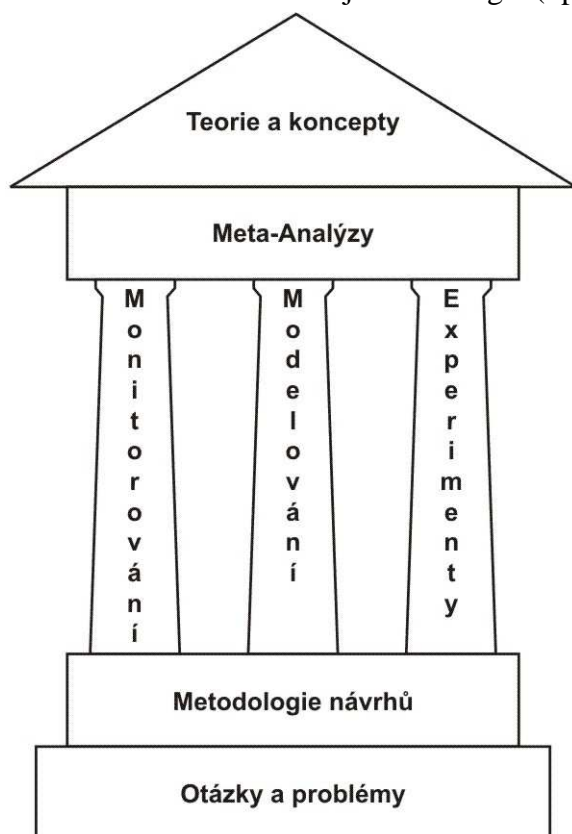 Teorie a koncepty
Meta-Analýzy
Monitorování
Modelování
Experimenty
Metodologie návrhů
Otázky a problémy